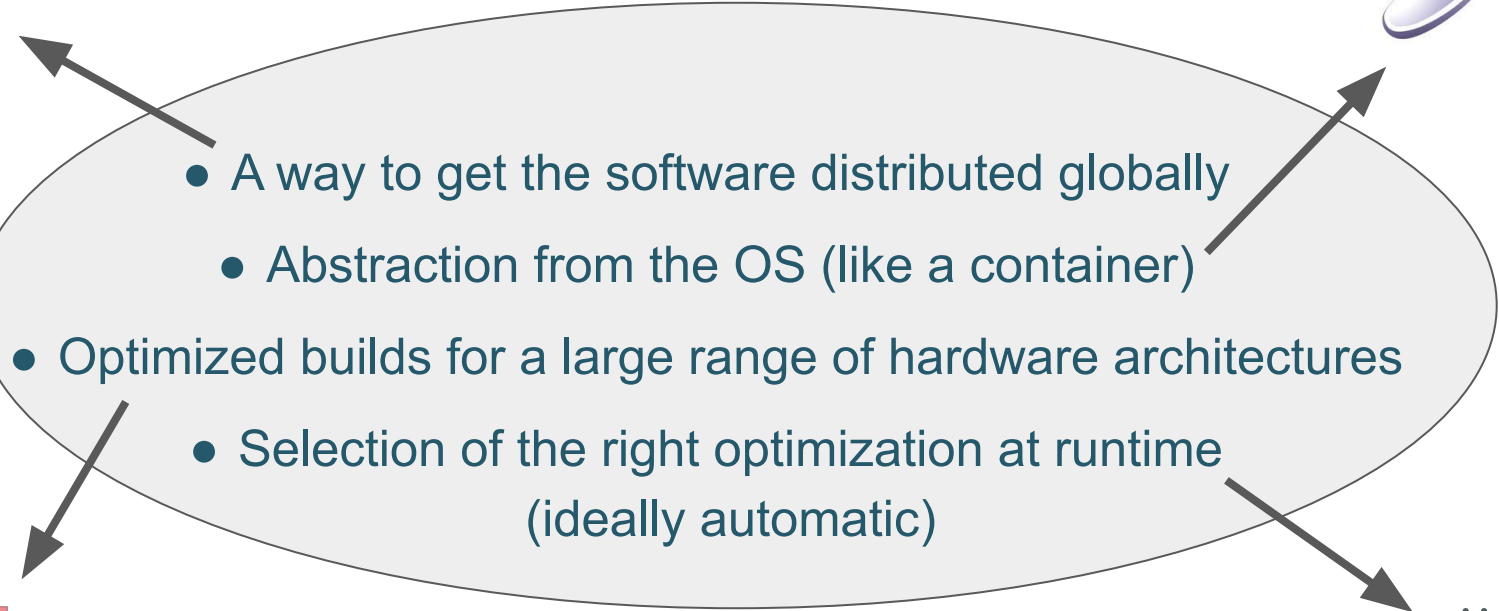 ● A way to get the software distributed globally
● Abstraction from the OS (like a container)
● Optimized builds for a large range of hardware architectures
● Selection of the right optimization at runtime
(ideally automatic)